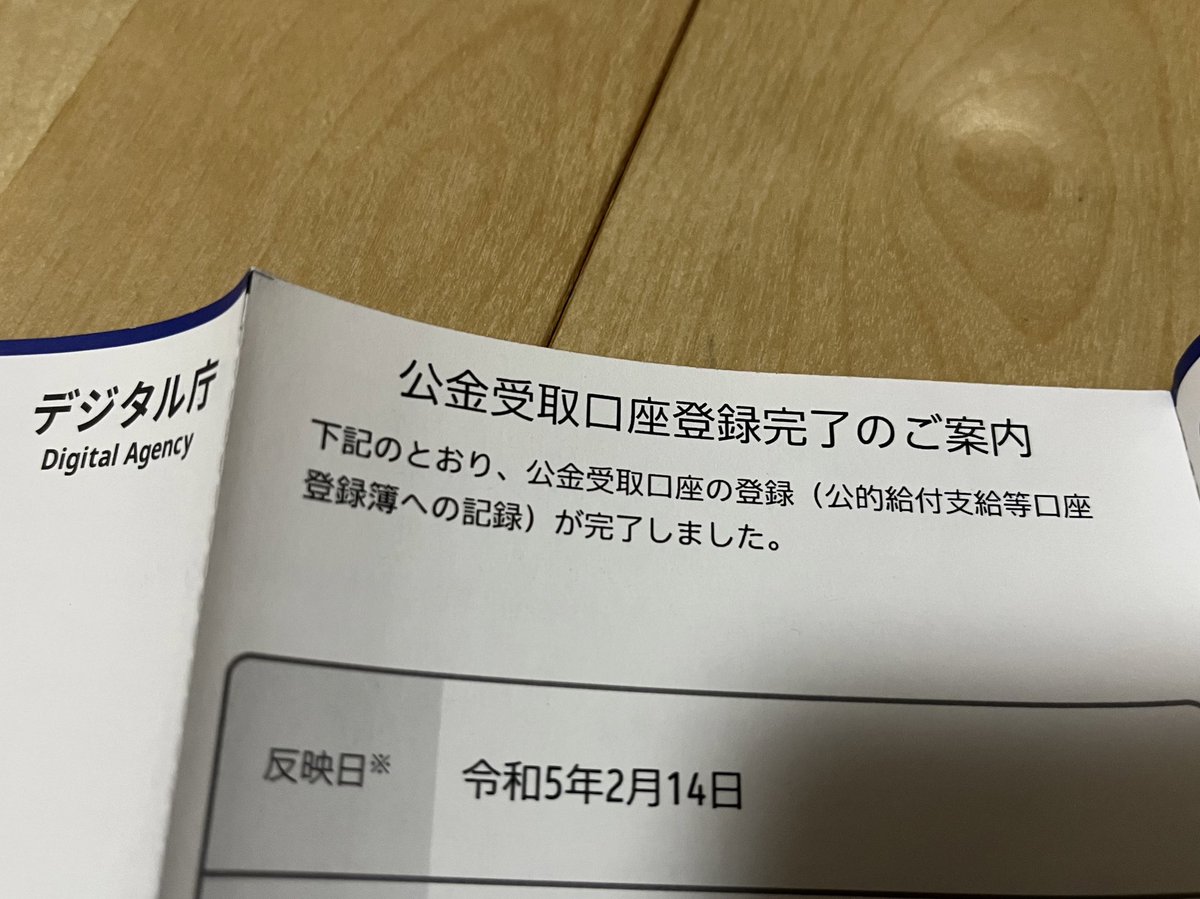 デジタル庁
Digital Agency
公金受取口座登録完了のご案内
下記のとおり、公金受取口座の登録（公的給付支給等口座
登録簿への記録）が完了しました。
反映日※
令和5年2月14日